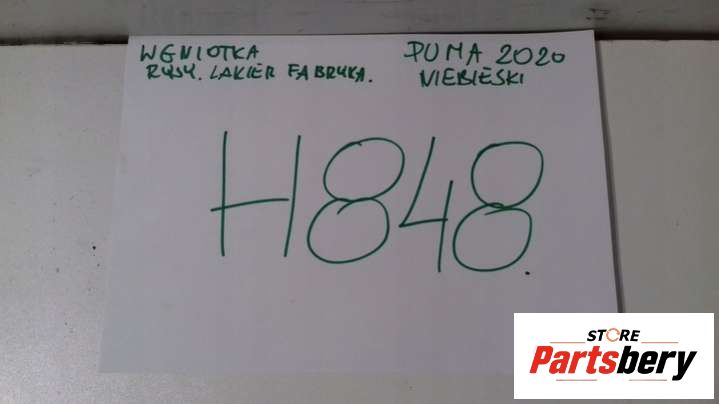 WGNIOTKA
RYSY. LAKIER FABRYKA.
PUMA 2020
NIEBIESKI
H848.
STORE
Partsbery